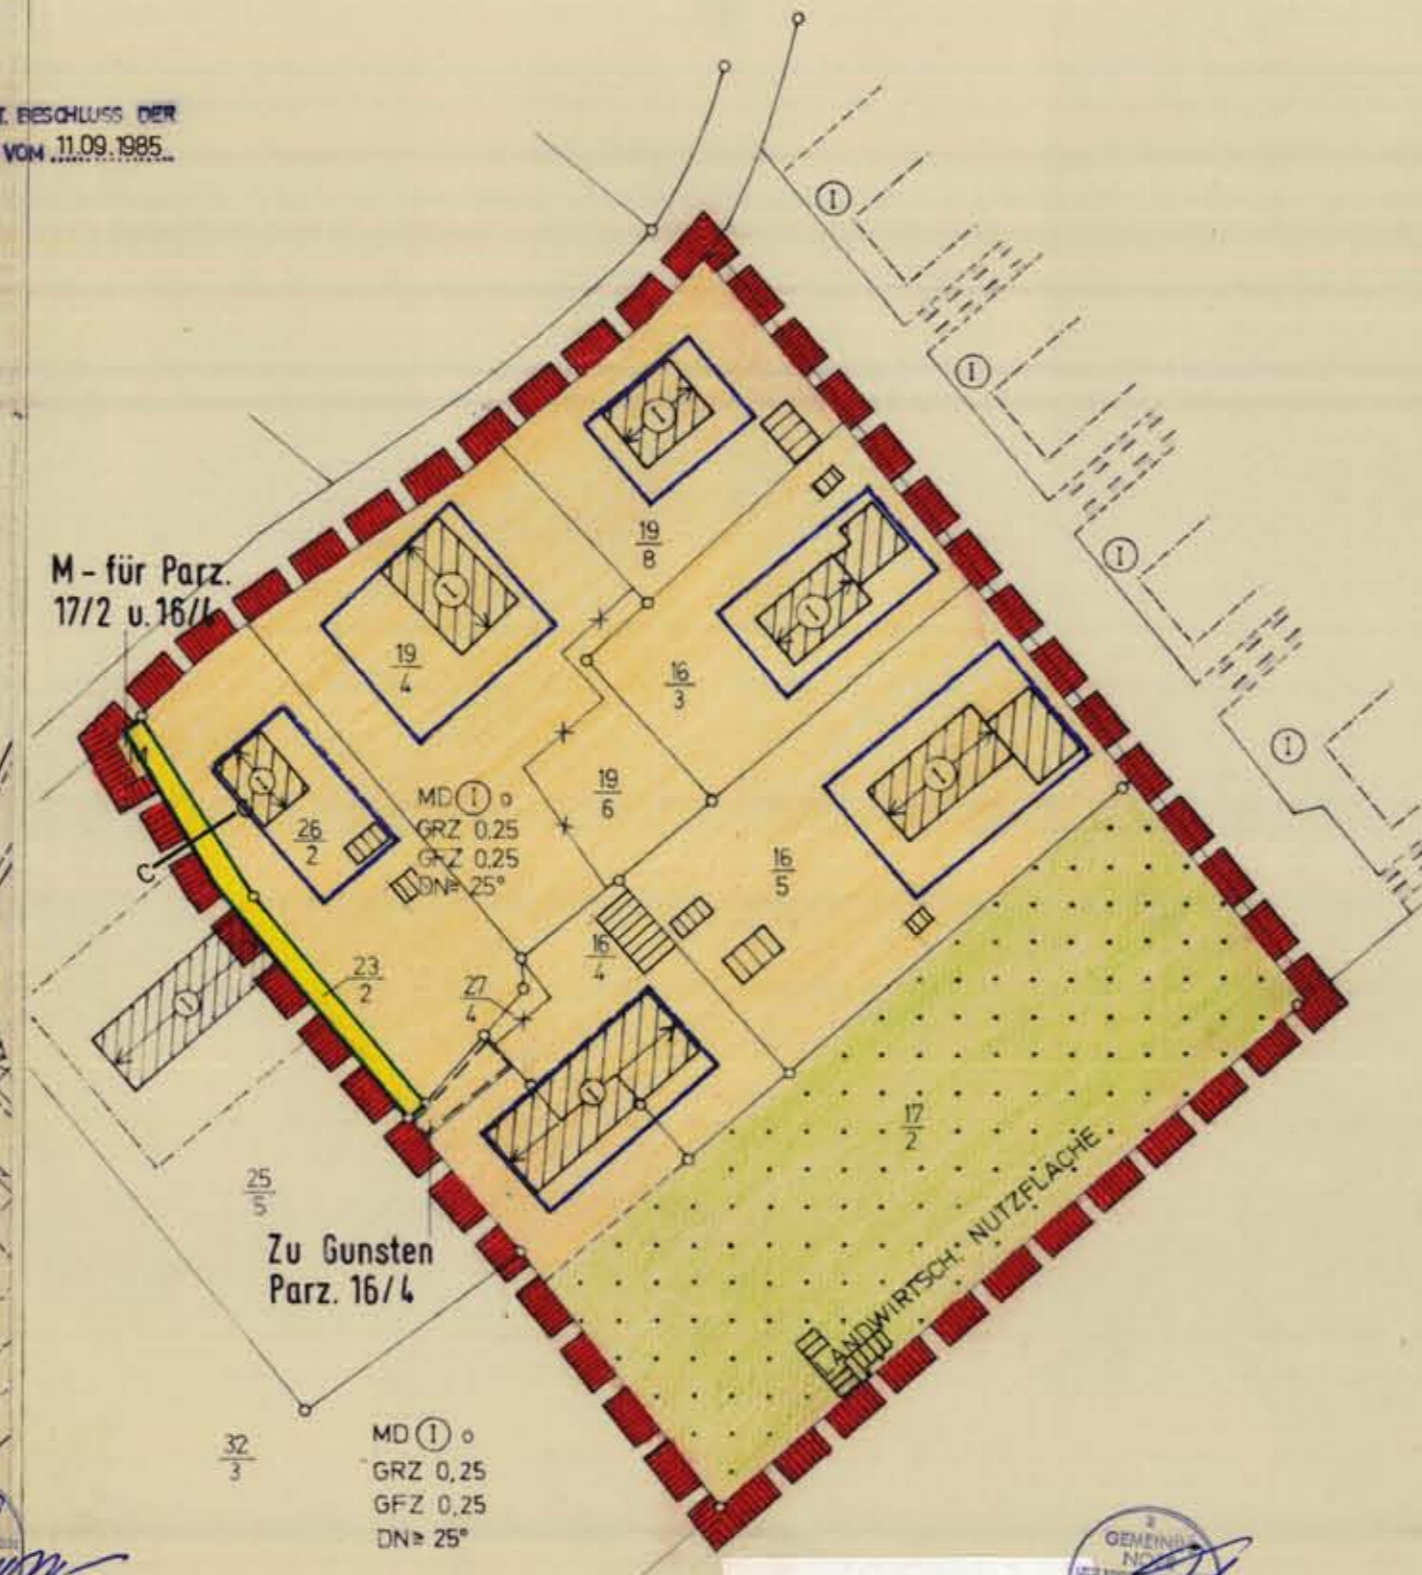 T. BESCHLUSS DER
VOM 11.09.1985
I
I
I
I
M - für Parz.
17/2 u. 16/4
I
19
8
I
19
4
I
16
3
I
26
2
MD I o
GRZ 0.25
GFZ 0.25
DN≥ 25°
19
6
I
16
5
C
23
2
27
4
16
4
I
I
17
2
25
5
LANDWIRTSCH. NUTZFLÄCHE
Zu Gunsten
Parz. 16/4
32
3
MD I o
GRZ 0,25
GFZ 0,25
DN≥ 25°
GEMEINDE